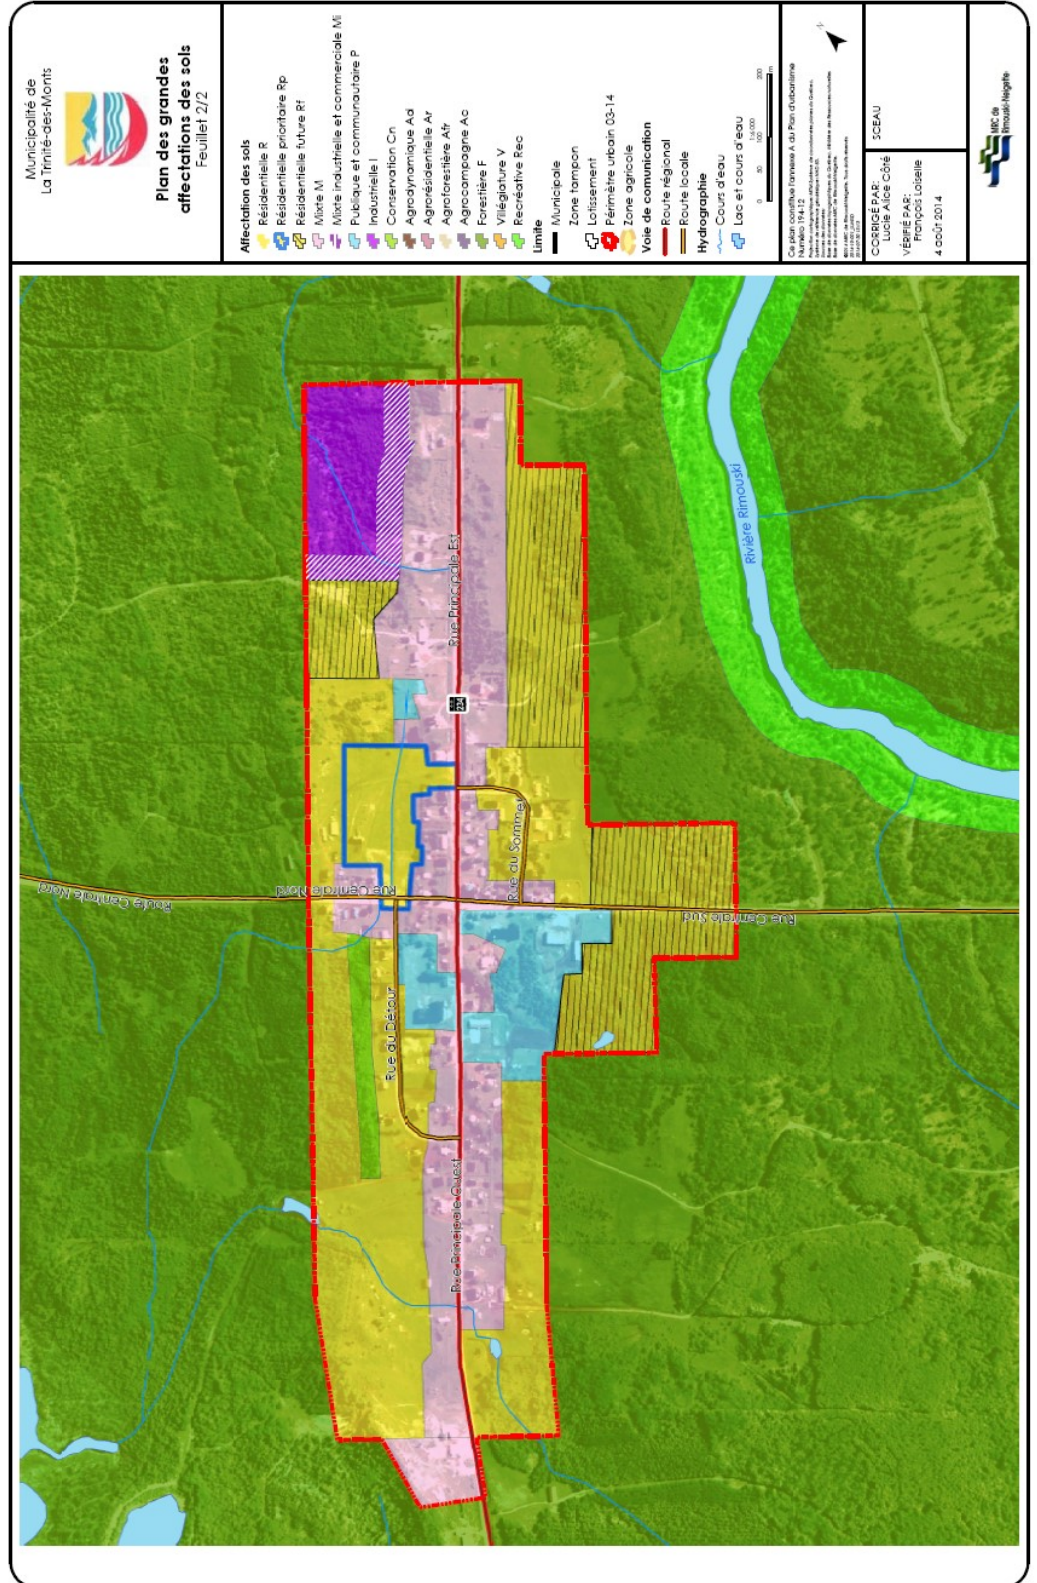 Municipalité de
La Trinité-des-Monts
Plan des grandes
affectations des sols
Feuillet 2/2
Affectation des sols
Résidentielle R
Résidentielle prioritaire Rp
Résidentielle future Rf
Mixte M
Mixte industrielle et commerciale Mi
Publique et communautaire P
Industrielle I
Conservation Cn
Agrodynamique Ad
Agrorésidentielle Ar
Agroforestière Afr
Agrocampagne Ac
Forestière F
Villégiature V
Récréative Rec
Limite
Municipale
Zone tampon
Lotissement
Périmètre urbain 03-14
Zone agricole
Voie de comunication
Route régional
Route locale
Hydrographie
Cours d'eau
Lac et cours d'eau
0 50 100 200
m
Ce plan constitue l'annexe A du Plan d'urbanisme
Numéro 194-12
CORRIGÉ PAR:
Lucie Alice Côté
VÉRIFIÉ PAR:
François Loiselle
4 août 2014
SCEAU
MRC de
Rimouski-Neigette
Route Centrale Nord
Rue Centrale Nord
Rue Centrale Sud
Rue Principale Est
Rue Principale Ouest
Rue du Détour
Rue du Sommet
Rivière Rimouski
234